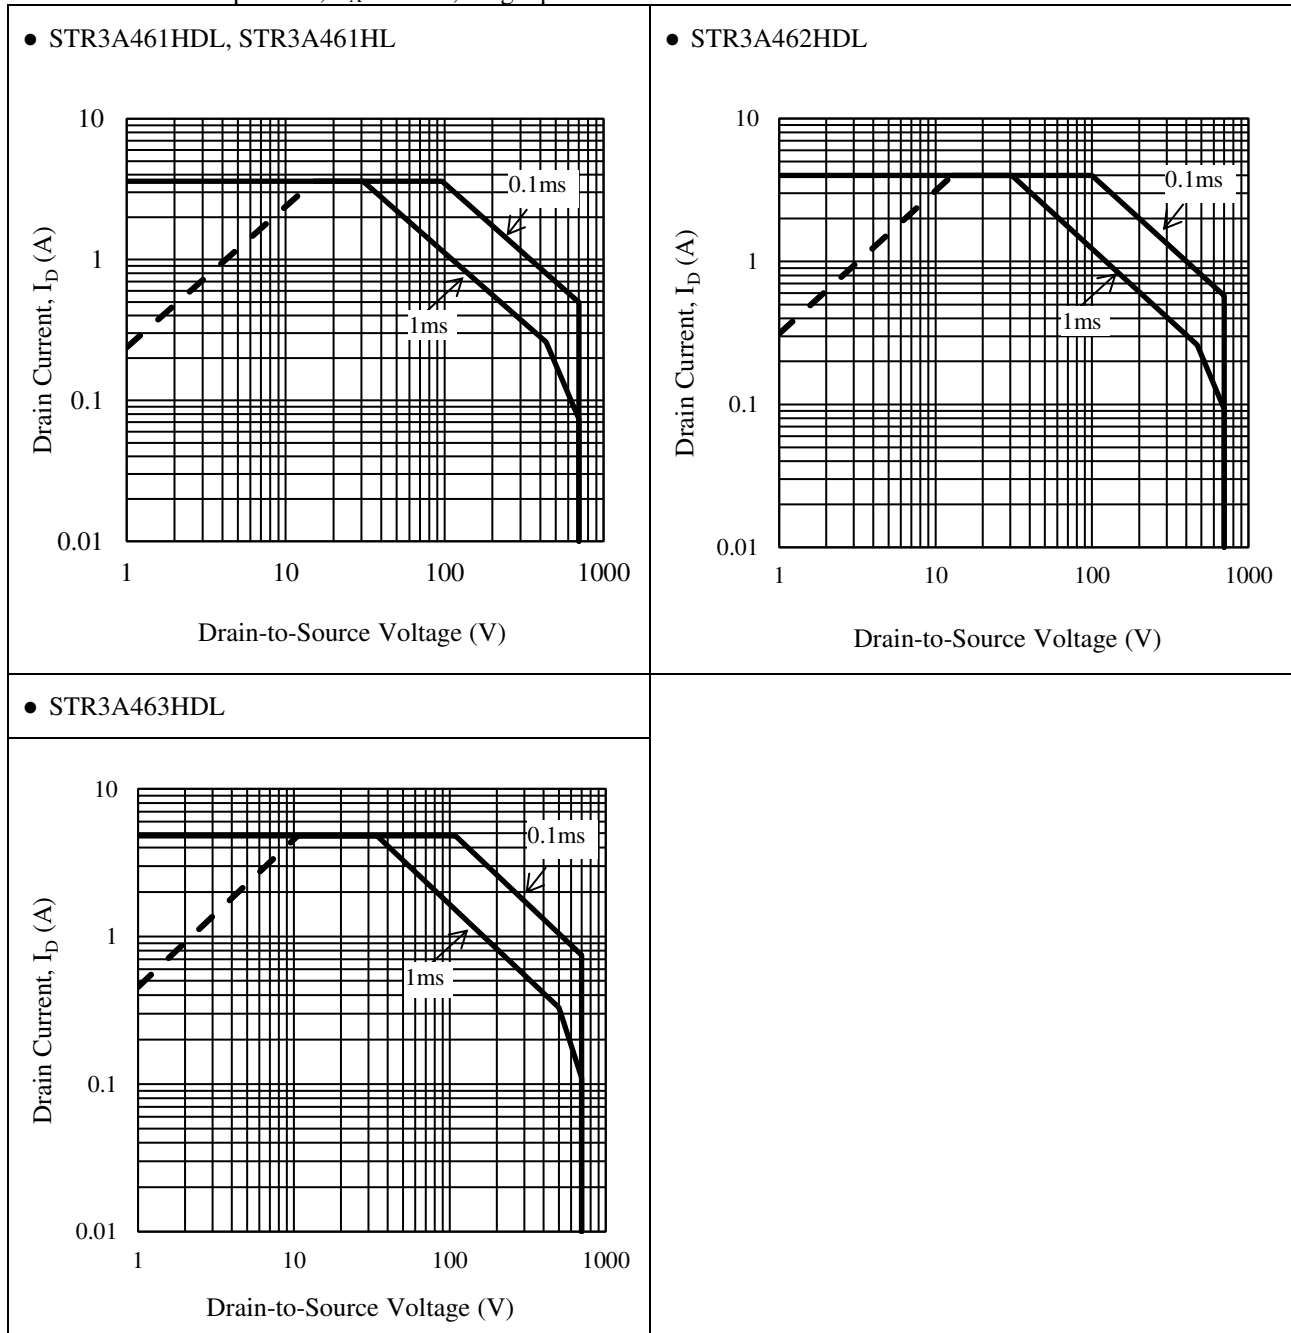 ● STR3A461HDL, STR3A461HL
10
1
0.1
0.01
Drain Current, I_D (A)
0.1ms
1ms
1 10 100 1000
Drain-to-Source Voltage (V)
● STR3A462HDL
10
1
0.1
0.01
Drain Current, I_D (A)
0.1ms
1ms
1 10 100 1000
Drain-to-Source Voltage (V)
● STR3A463HDL
10
1
0.1
0.01
Drain Current, I_D (A)
0.1ms
1ms
1 10 100 1000
Drain-to-Source Voltage (V)